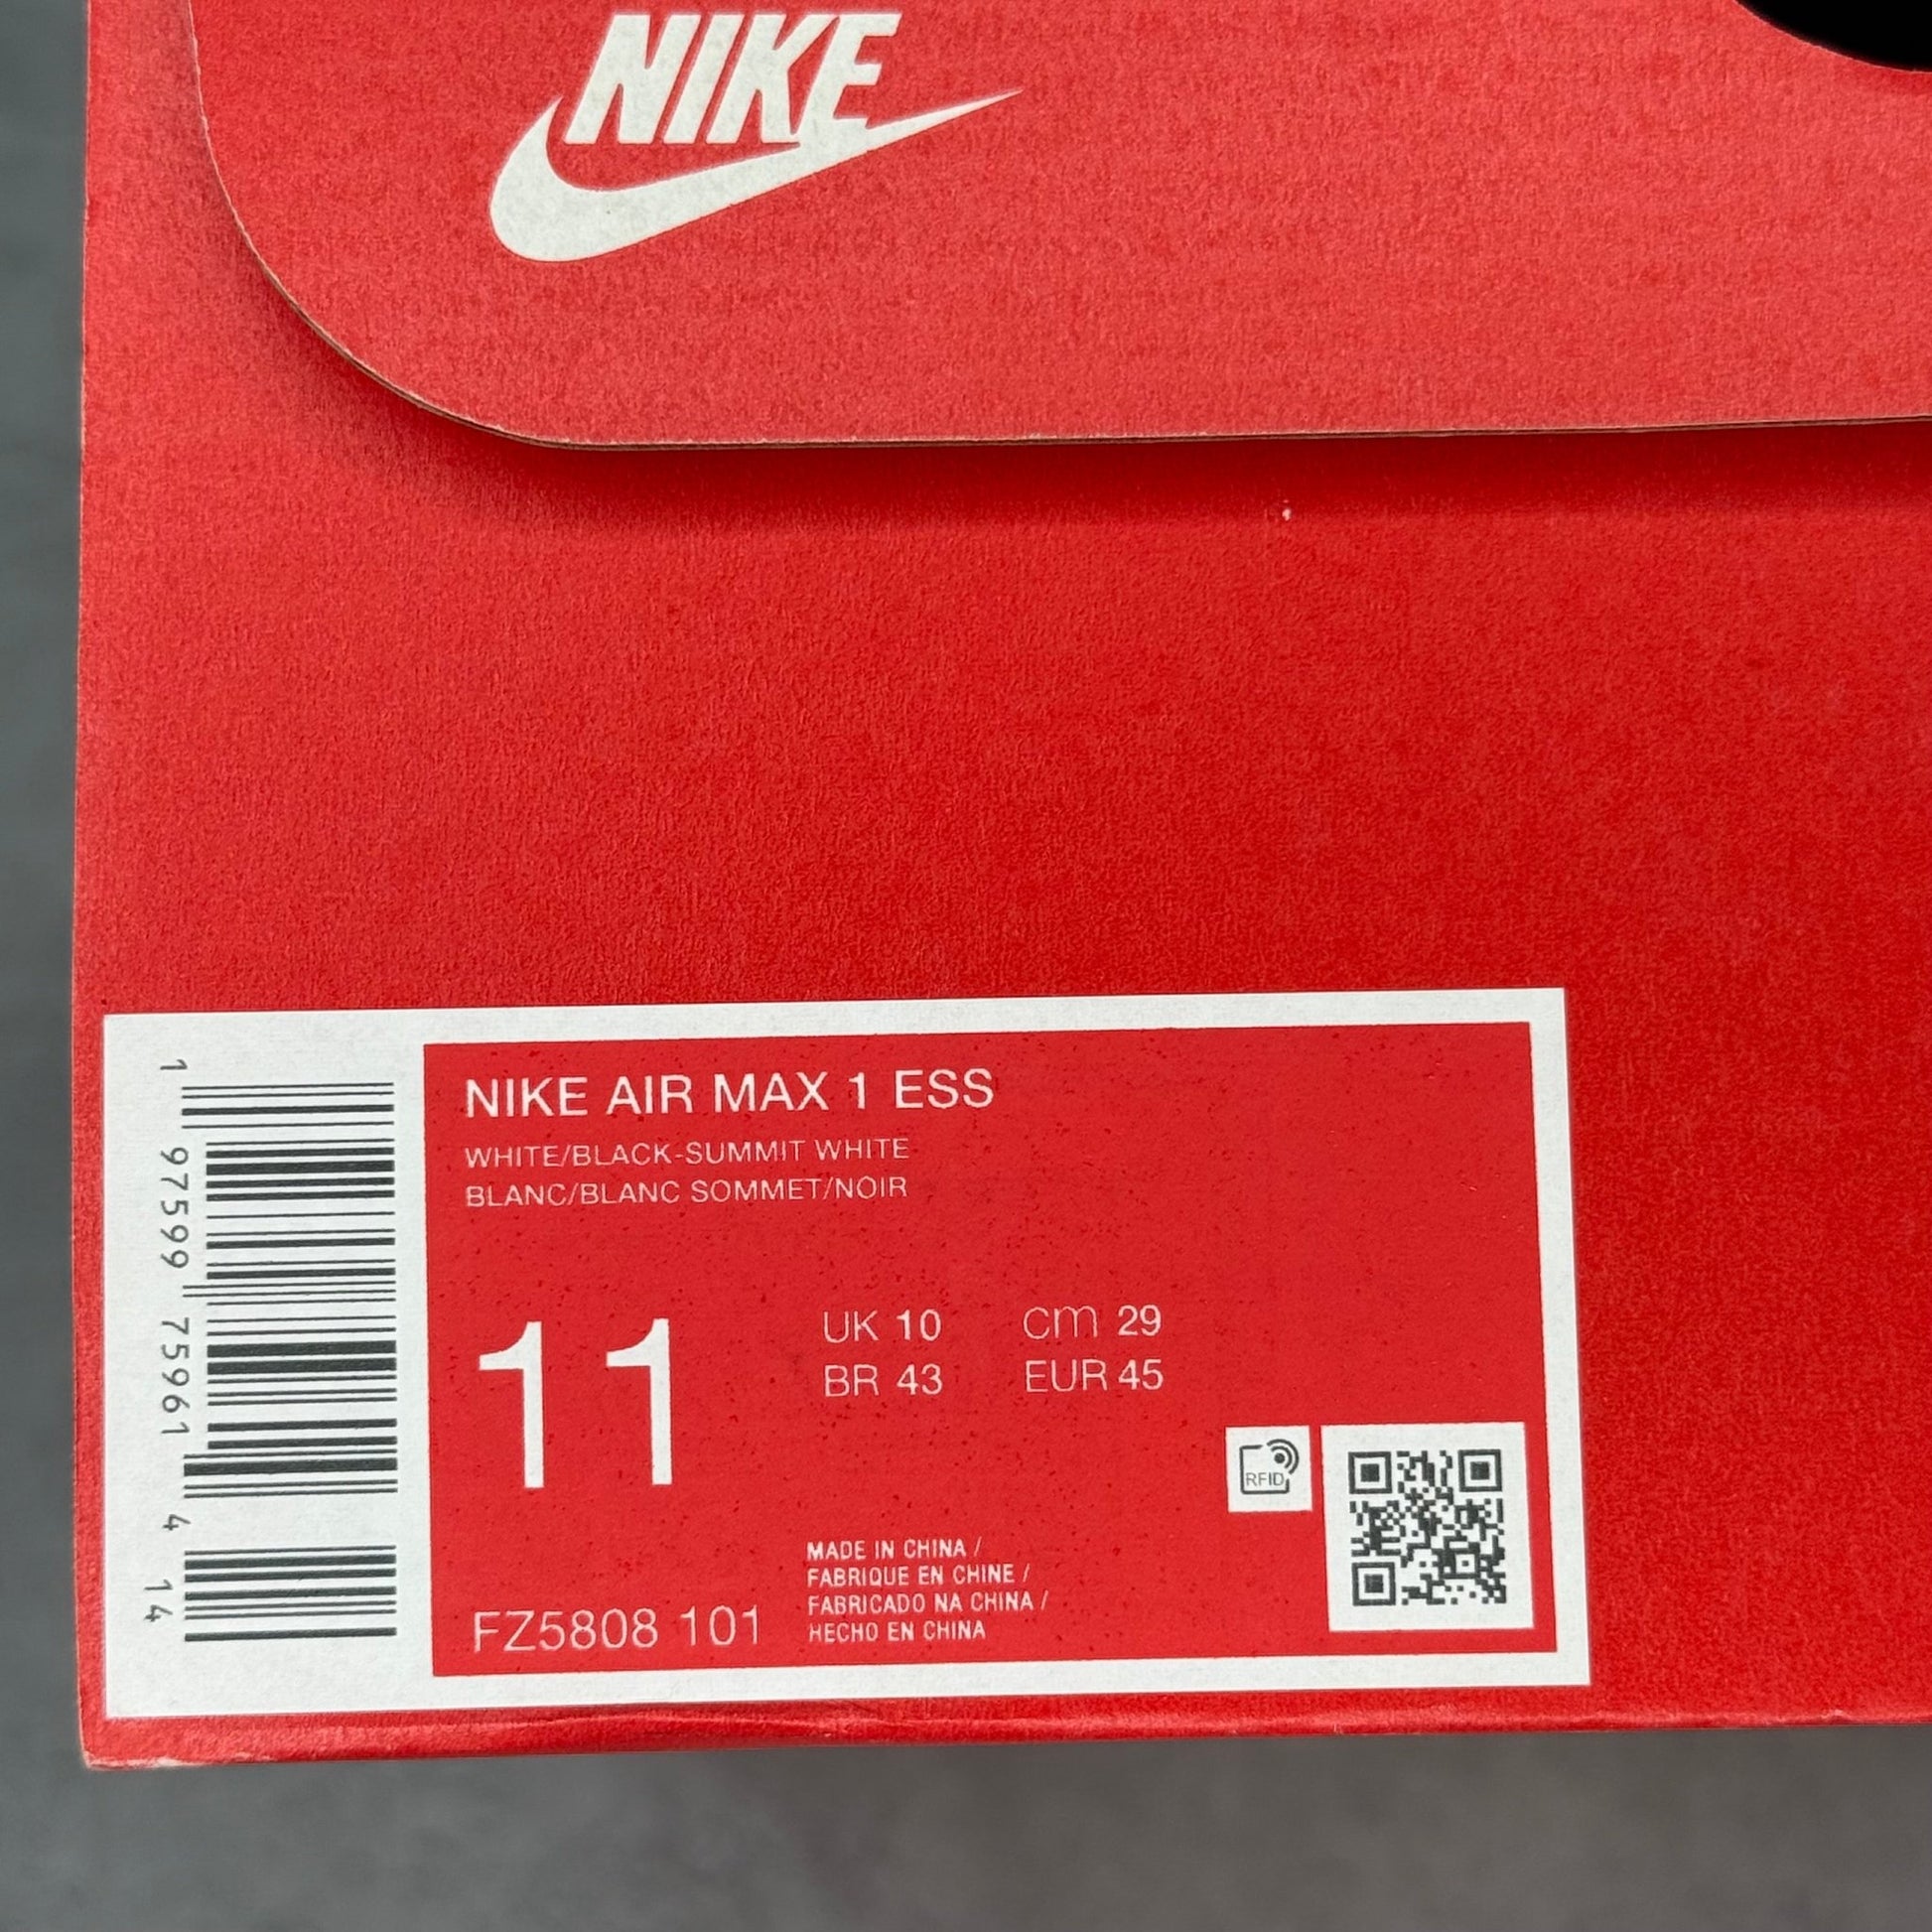 NIKE
NIKE AIR MAX 1 ESS
WHITE/BLACK-SUMMIT WHITE
BLANC/BLANC SOMMET/NOIR
11
UK 10
cm 29
BR 43
EUR 45
RFID
MADE IN CHINA /
FABRIQUE EN CHINE /
FABRICADO NA CHINA /
HECHO EN CHINA
FZ5808 101
1 97599 75961 4 14